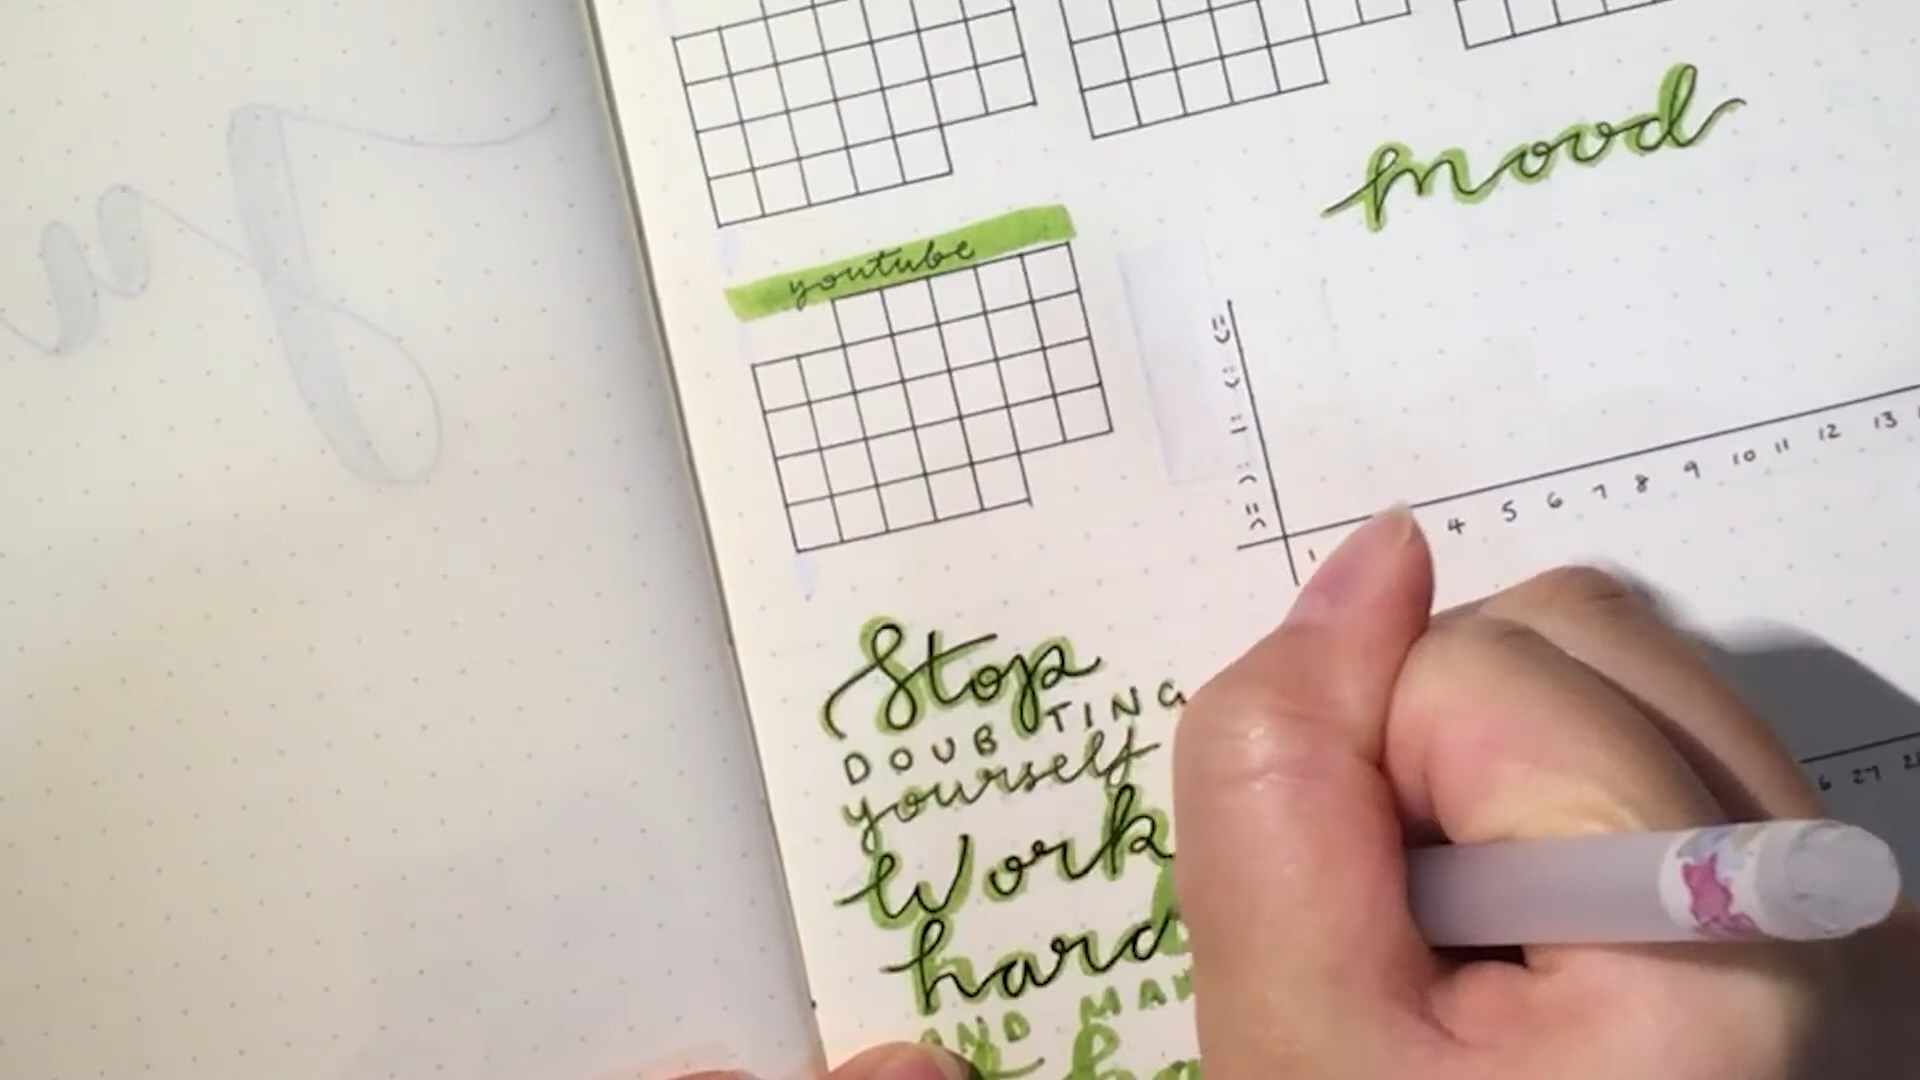 mood
youtube
=)
:)
:|
:(
)=
1 4 5 6 7 8 9 10 11 12 13
27
Stop
DOUBTING
yourself
Work
hard
AND